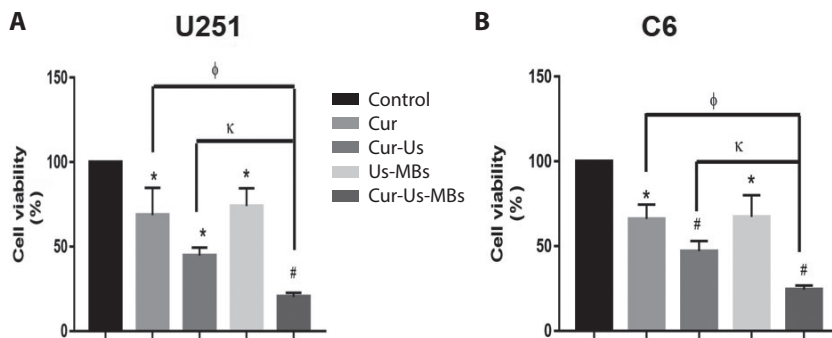 A
U251
Cell viability
(%)
150
100
50
0
ϕ
κ
*
*
*
#
Control
Cur
Cur-Us
Us-MBs
Cur-Us-MBs
B
C6
Cell viability
(%)
150
100
50
0
ϕ
κ
*
#
*
#